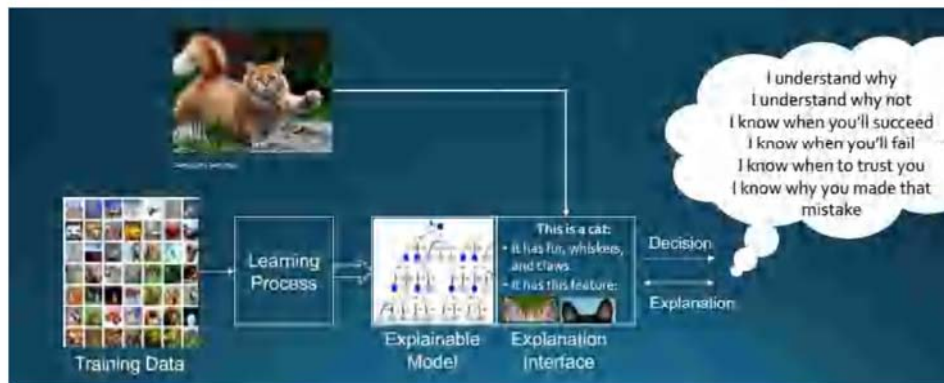 I understand why
I understand why not
I know when you'll succeed
I know when you'll fail
I know when to trust you
I know why you made that
mistake
This is a cat:
• It has fur, whiskers,
and claws
• It has this feature:
Learning
Process
Decision
Explanation
Training Data
Explainable
Model
Explanation
Interface